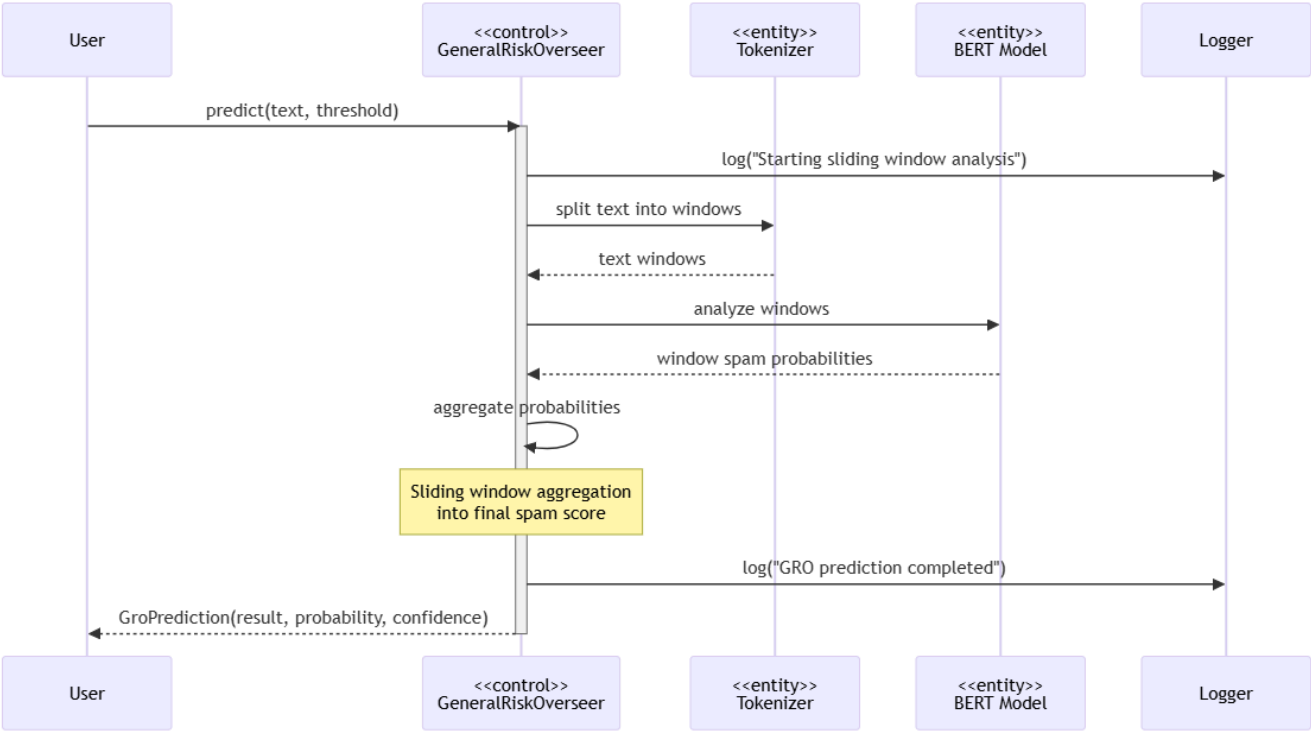 User
<<control>>
GeneralRiskOverseer
<<entity>>
Tokenizer
<<entity>>
BERT Model
Logger
predict(text, threshold)
log("Starting sliding window analysis")
split text into windows
text windows
analyze windows
window spam probabilities
aggregate probabilities
Sliding window aggregation
into final spam score
log("GRO prediction completed")
GroPrediction(result, probability, confidence)
User
<<control>>
GeneralRiskOverseer
<<entity>>
Tokenizer
<<entity>>
BERT Model
Logger